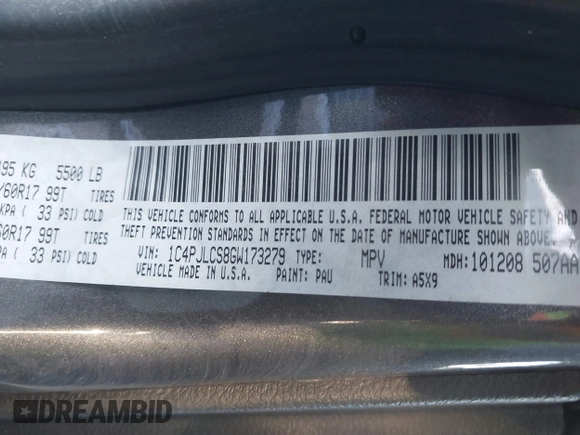 495 KG 5500 LB
/60R17 99T TIRES
KPA ( 33 PSI) COLD
60R17 99T TIRES
KPA ( 33 PSI) COLD
THIS VEHICLE CONFORMS TO ALL APPLICABLE U.S.A. FEDERAL MOTOR VEHICLE SAFETY AND
THEFT PREVENTION STANDARDS IN EFFECT ON THE DATE OF MANUFACTURE SHOWN ABOVE.
VIN: 1C4PJLCS8GW173279 TYPE: MPV MDH: 101208 507AA
VEHICLE MADE IN U.S.A. PAINT: PAU TRIM: A5X9
DREAMBID